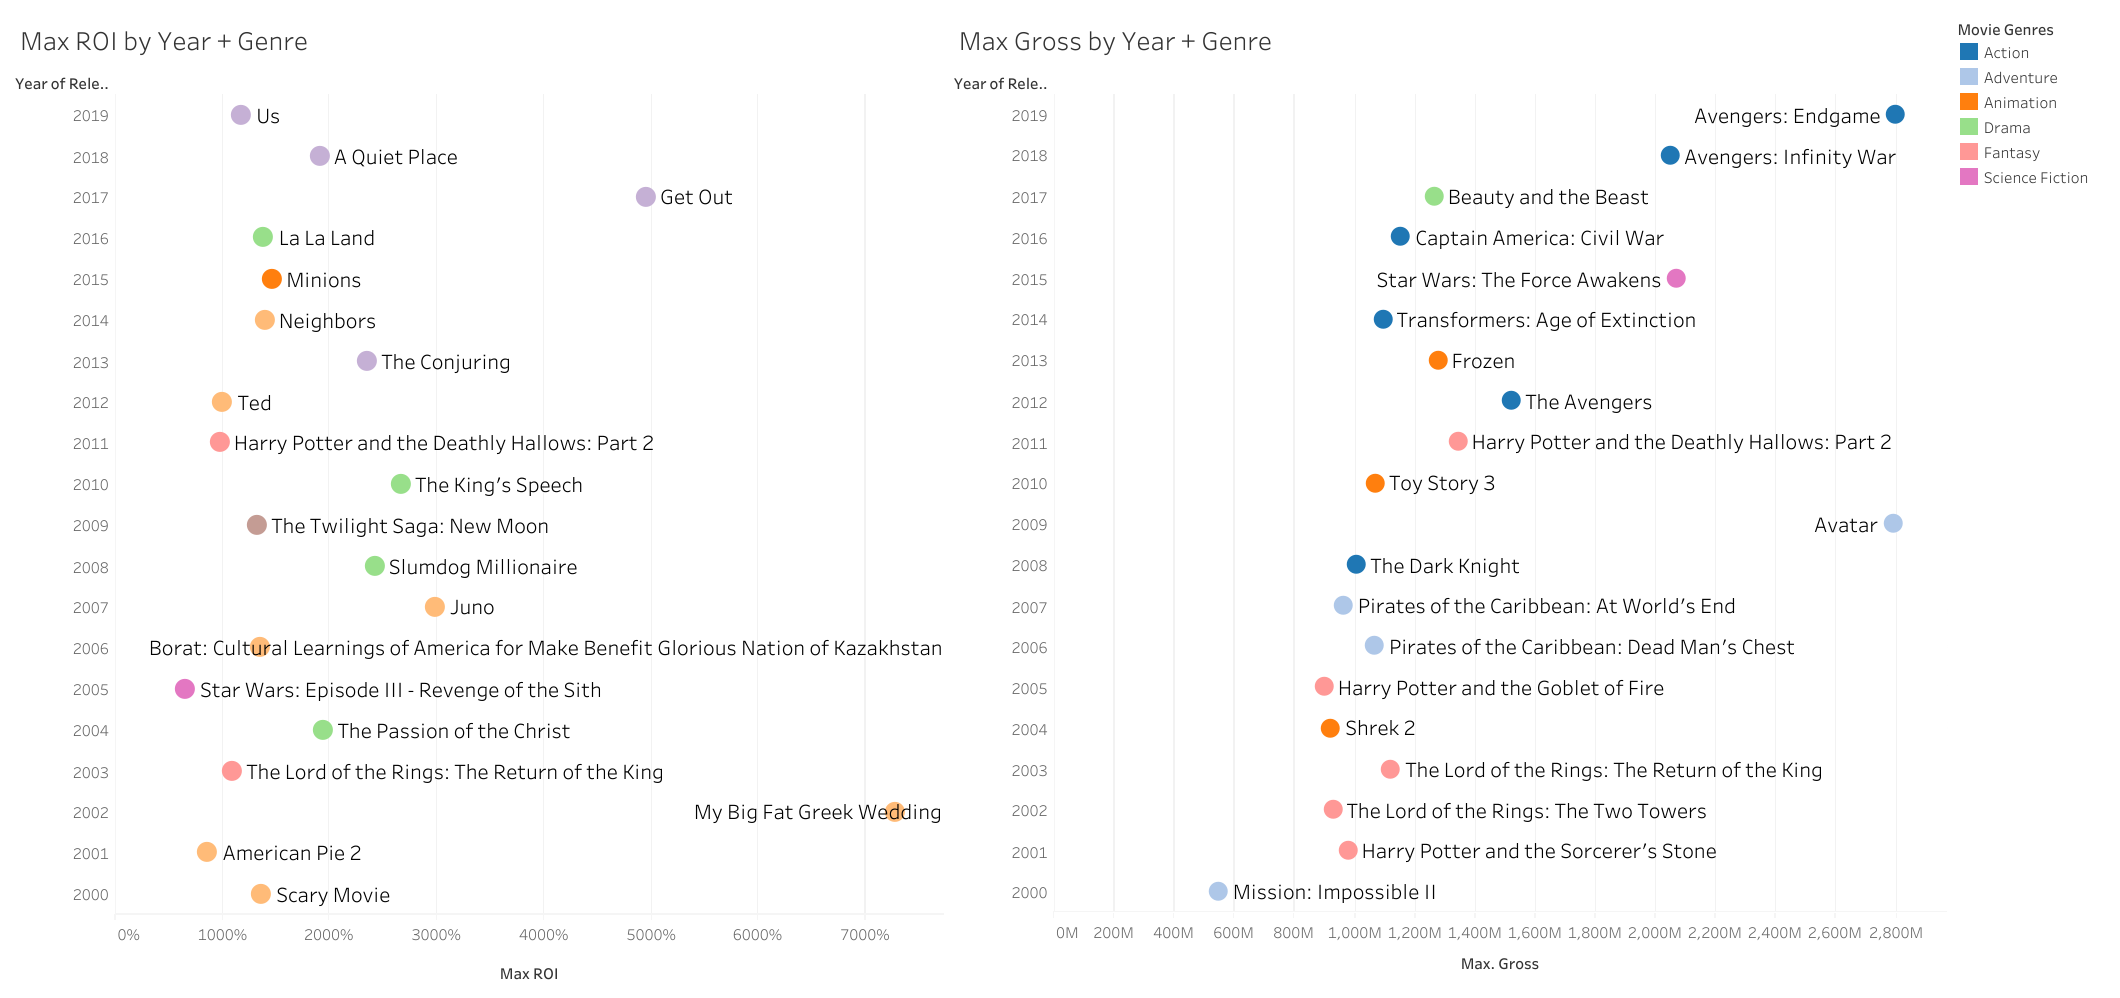 Max ROI by Year + Genre
Year of Rele..
2019 Us
2018 A Quiet Place
2017 Get Out
2016 La La Land
2015 Minions
2014 Neighbors
2013 The Conjuring
2012 Ted
2011 Harry Potter and the Deathly Hallows: Part 2
2010 The King's Speech
2009 The Twilight Saga: New Moon
2008 Slumdog Millionaire
2007 Juno
2006 Borat: Cultural Learnings of America for Make Benefit Glorious Nation of Kazakhstan
2005 Star Wars: Episode III - Revenge of the Sith
2004 The Passion of the Christ
2003 The Lord of the Rings: The Return of the King
2002 My Big Fat Greek Wedding
2001 American Pie 2
2000 Scary Movie
0% 1000% 2000% 3000% 4000% 5000% 6000% 7000%
Max ROI
Max Gross by Year + Genre
Year of Rele..
2019 Avengers: Endgame
2018 Avengers: Infinity War
2017 Beauty and the Beast
2016 Captain America: Civil War
2015 Star Wars: The Force Awakens
2014 Transformers: Age of Extinction
2013 Frozen
2012 The Avengers
2011 Harry Potter and the Deathly Hallows: Part 2
2010 Toy Story 3
2009 Avatar
2008 The Dark Knight
2007 Pirates of the Caribbean: At World's End
2006 Pirates of the Caribbean: Dead Man's Chest
2005 Harry Potter and the Goblet of Fire
2004 Shrek 2
2003 The Lord of the Rings: The Return of the King
2002 The Lord of the Rings: The Two Towers
2001 Harry Potter and the Sorcerer's Stone
2000 Mission: Impossible II
0M 200M 400M 600M 800M 1,000M 1,200M 1,400M 1,600M 1,800M 2,000M 2,200M 2,400M 2,600M 2,800M
Max. Gross
Movie Genres
Action
Adventure
Animation
Drama
Fantasy
Science Fiction